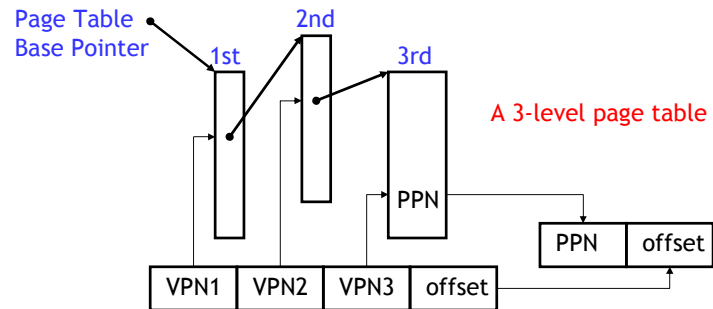 Page Table
Base Pointer
1st
2nd
3rd
A 3-level page table
PPN
PPN offset
VPN1 VPN2 VPN3 offset